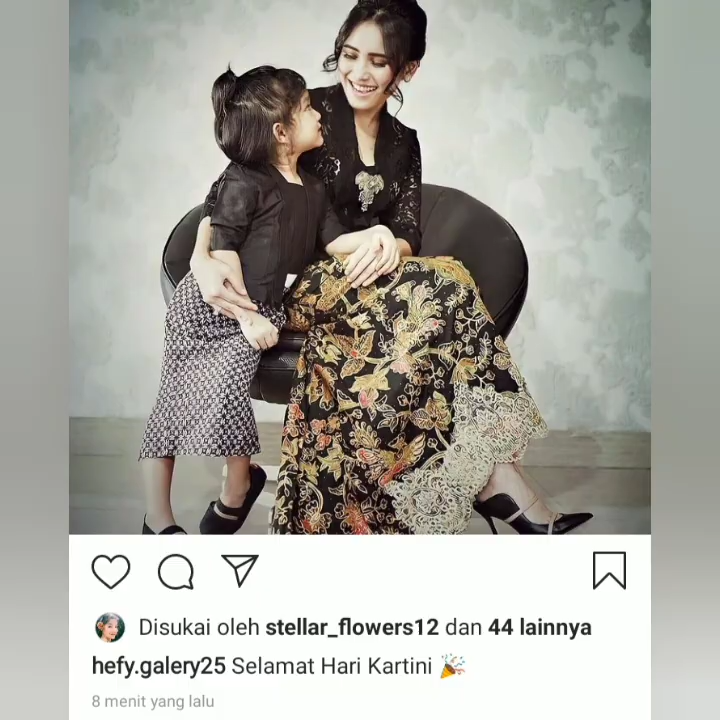 Disukai oleh stellar_flowers12 dan 44 lainnya
hefy.galery25 Selamat Hari Kartini 🎉
8 menit yang lalu